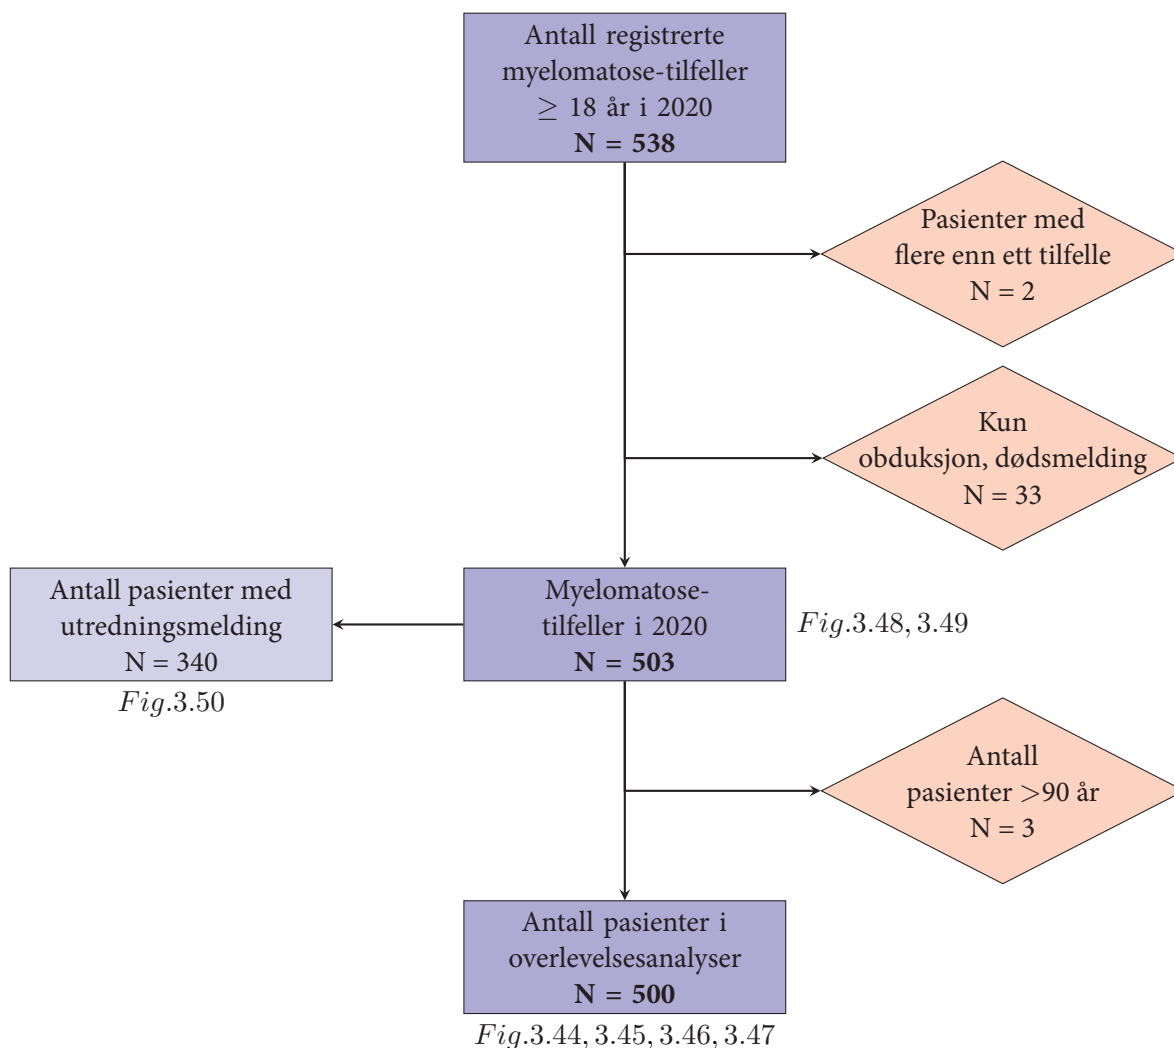 Antall registrerte
myelomatose-tilfeller
≥ 18 år i 2020
N = 538
Pasienter med
flere enn ett tilfelle
N = 2
Kun
obduksjon, dødsmelding
N = 33
Antall pasienter med
utredningsmelding
N = 340
Fig.3.50
Myelomatose-
tilfeller i 2020
N = 503
Fig.3.48, 3.49
Antall
pasienter >90 år
N = 3
Antall pasienter i
overlevelsesanalyser
N = 500
Fig.3.44, 3.45, 3.46, 3.47